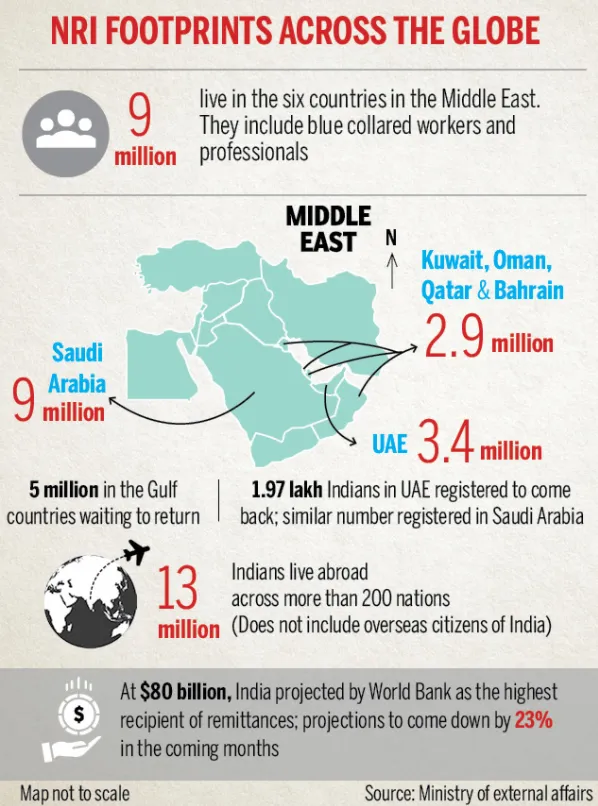 NRI FOOTPRINTS ACROSS THE GLOBE
9 million
live in the six countries in the Middle East.
They include blue collared workers and
professionals
MIDDLE
EAST
N
Kuwait, Oman,
Qatar & Bahrain
2.9 million
Saudi
Arabia
9 million
UAE 3.4 million
5 million in the Gulf
countries waiting to return
1.97 lakh Indians in UAE registered to come
back; similar number registered in Saudi Arabia
13
million
Indians live abroad
across more than 200 nations
(Does not include overseas citizens of India)
$
At $80 billion, India projected by World Bank as the highest
recipient of remittances; projections to come down by 23%
in the coming months
Map not to scale
Source: Ministry of external affairs